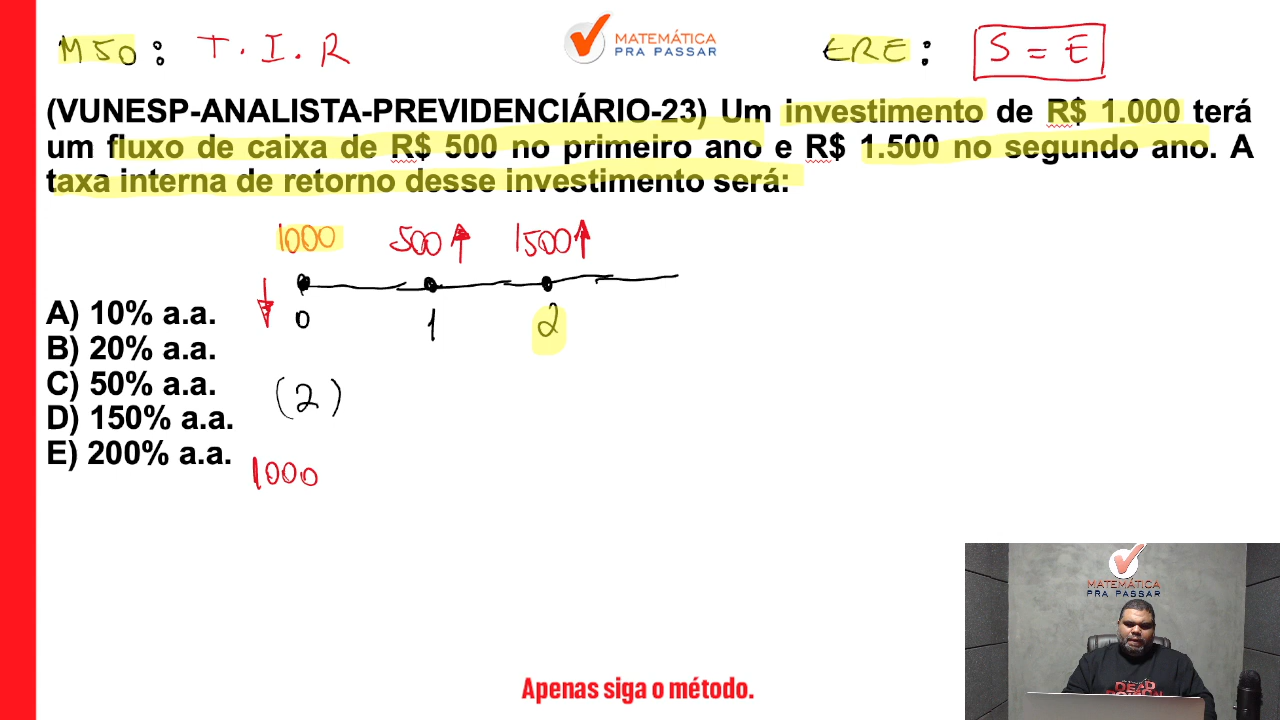 M50: T.I.R
MATEMÁTICA
PRA PASSAR
ERE: S = E
(VUNESP-ANALISTA-PREVIDENCIÁRIO-23) Um investimento de R$ 1.000 terá
um fluxo de caixa de R$ 500 no primeiro ano e R$ 1.500 no segundo ano. A
taxa interna de retorno desse investimento será:
1000 500 1500
0 1 2
A) 10% a.a.
B) 20% a.a.
C) 50% a.a.
D) 150% a.a.
E) 200% a.a.
(2)
1000
MATEMÁTICA
PRA PASSAR
DEAD
Apenas siga o método.